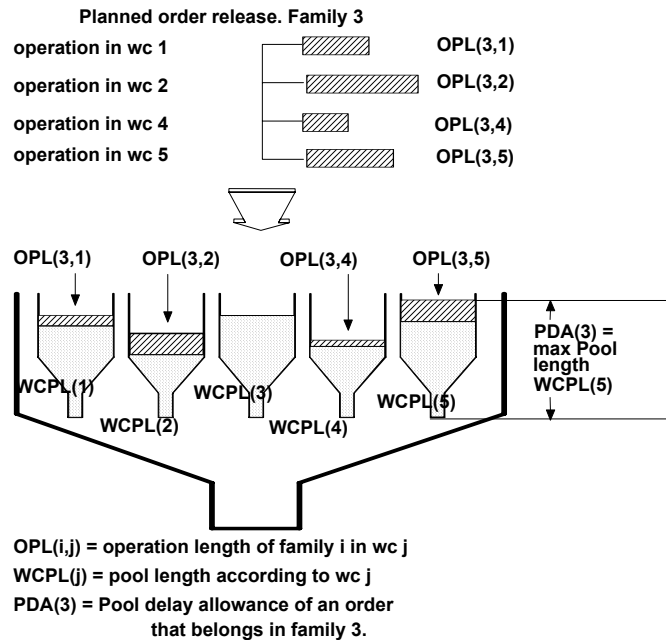 Planned order release. Family 3
operation in wc 1 OPL(3,1)
operation in wc 2 OPL(3,2)
operation in wc 4 OPL(3,4)
operation in wc 5 OPL(3,5)
OPL(3,1) OPL(3,2) OPL(3,4) OPL(3,5)
PDA(3) =
max Pool
length
WCPL(5)
WCPL(1) WCPL(3) WCPL(5)
WCPL(2) WCPL(4)
OPL(i,j) = operation length of family i in wc j
WCPL(j) = pool length according to wc j
PDA(3) = Pool delay allowance of an order
that belongs in family 3.